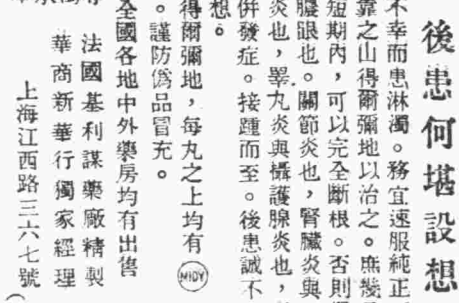 後患何堪設想
不幸而患淋濁。務宜速服純正
靠之山得爾彌地以治之。庶幾
短期內，可以完全斷根。否則
膿眼也。關節炎也，腎臟炎與
炎也，睪丸炎與攝護腺炎也，
併發症。接踵而至。後患誠不
想。
得爾彌地，每丸之上均有 MIDY
。謹防僞品冒充。
全國各地中外藥房均有出售
法國基利謀藥廠精製
華商新華行獨家經理
上海江西路三六七號